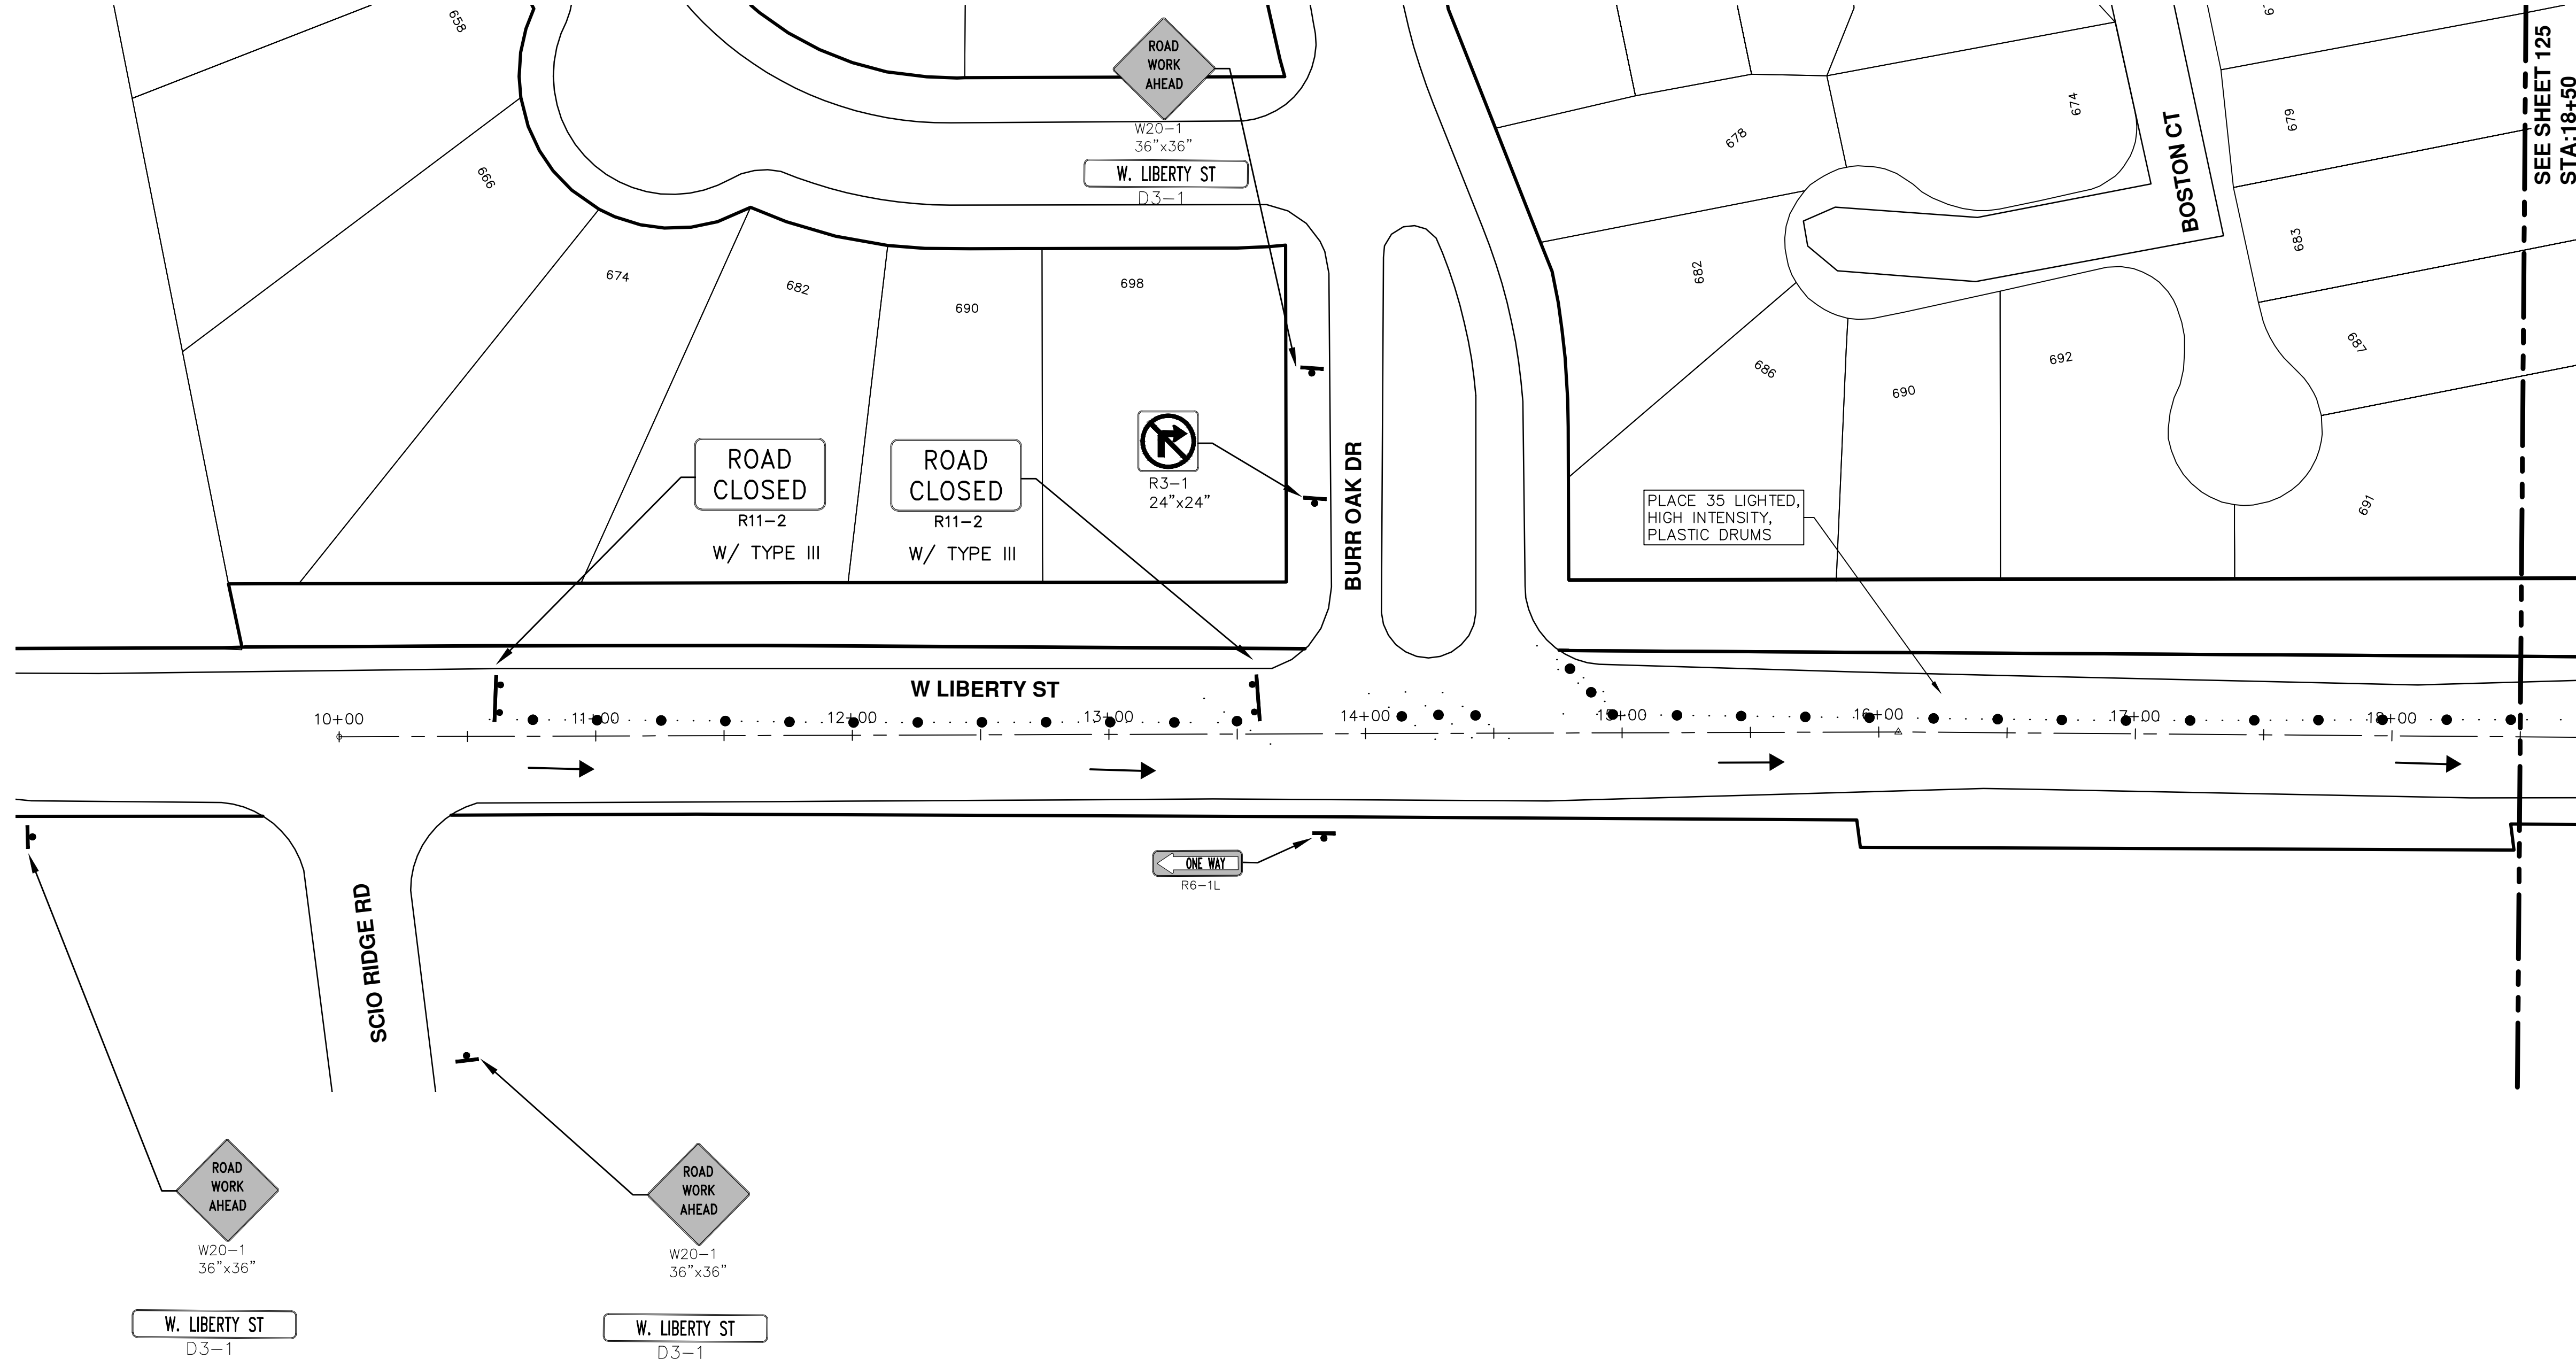 658
666
674
682
690
698
ROAD
WORK
AHEAD
W20-1
36"x36"
W. LIBERTY ST
D3-1
678
674
BOSTON CT
679
683
687
682
686
690
692
691
SEE SHEET 125
STA:18+50
ROAD
CLOSED
R11-2
W/ TYPE III
ROAD
CLOSED
R11-2
W/ TYPE III
R3-1
24"x24"
BURR OAK DR
PLACE 35 LIGHTED,
HIGH INTENSITY,
PLASTIC DRUMS
W LIBERTY ST
10+00
11+00
12+00
13+00
14+00
15+00
16+00
17+00
18+00
ONE WAY
R6-1L
SCIO RIDGE RD
ROAD
WORK
AHEAD
W20-1
36"x36"
W. LIBERTY ST
D3-1
ROAD
WORK
AHEAD
W20-1
36"x36"
W. LIBERTY ST
D3-1